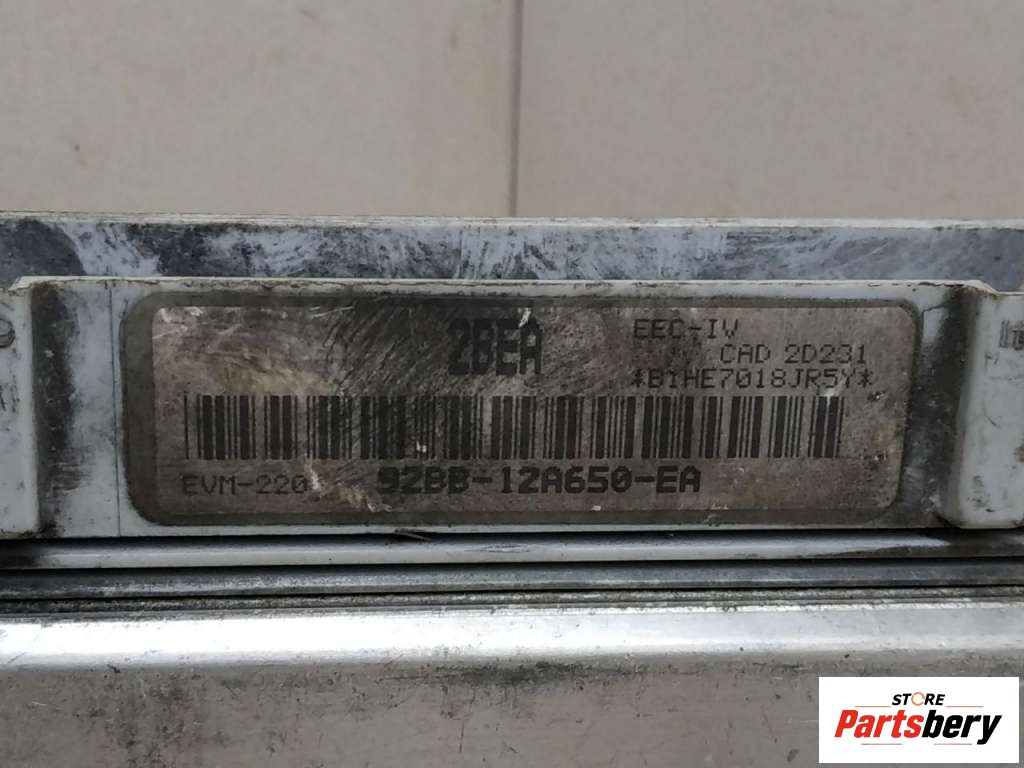 2BEA
EEC-IV
CAD 2D231
*B1HE7018JR5Y*
EVM-220
92BB-12A650-EA
STORE
Partsbery